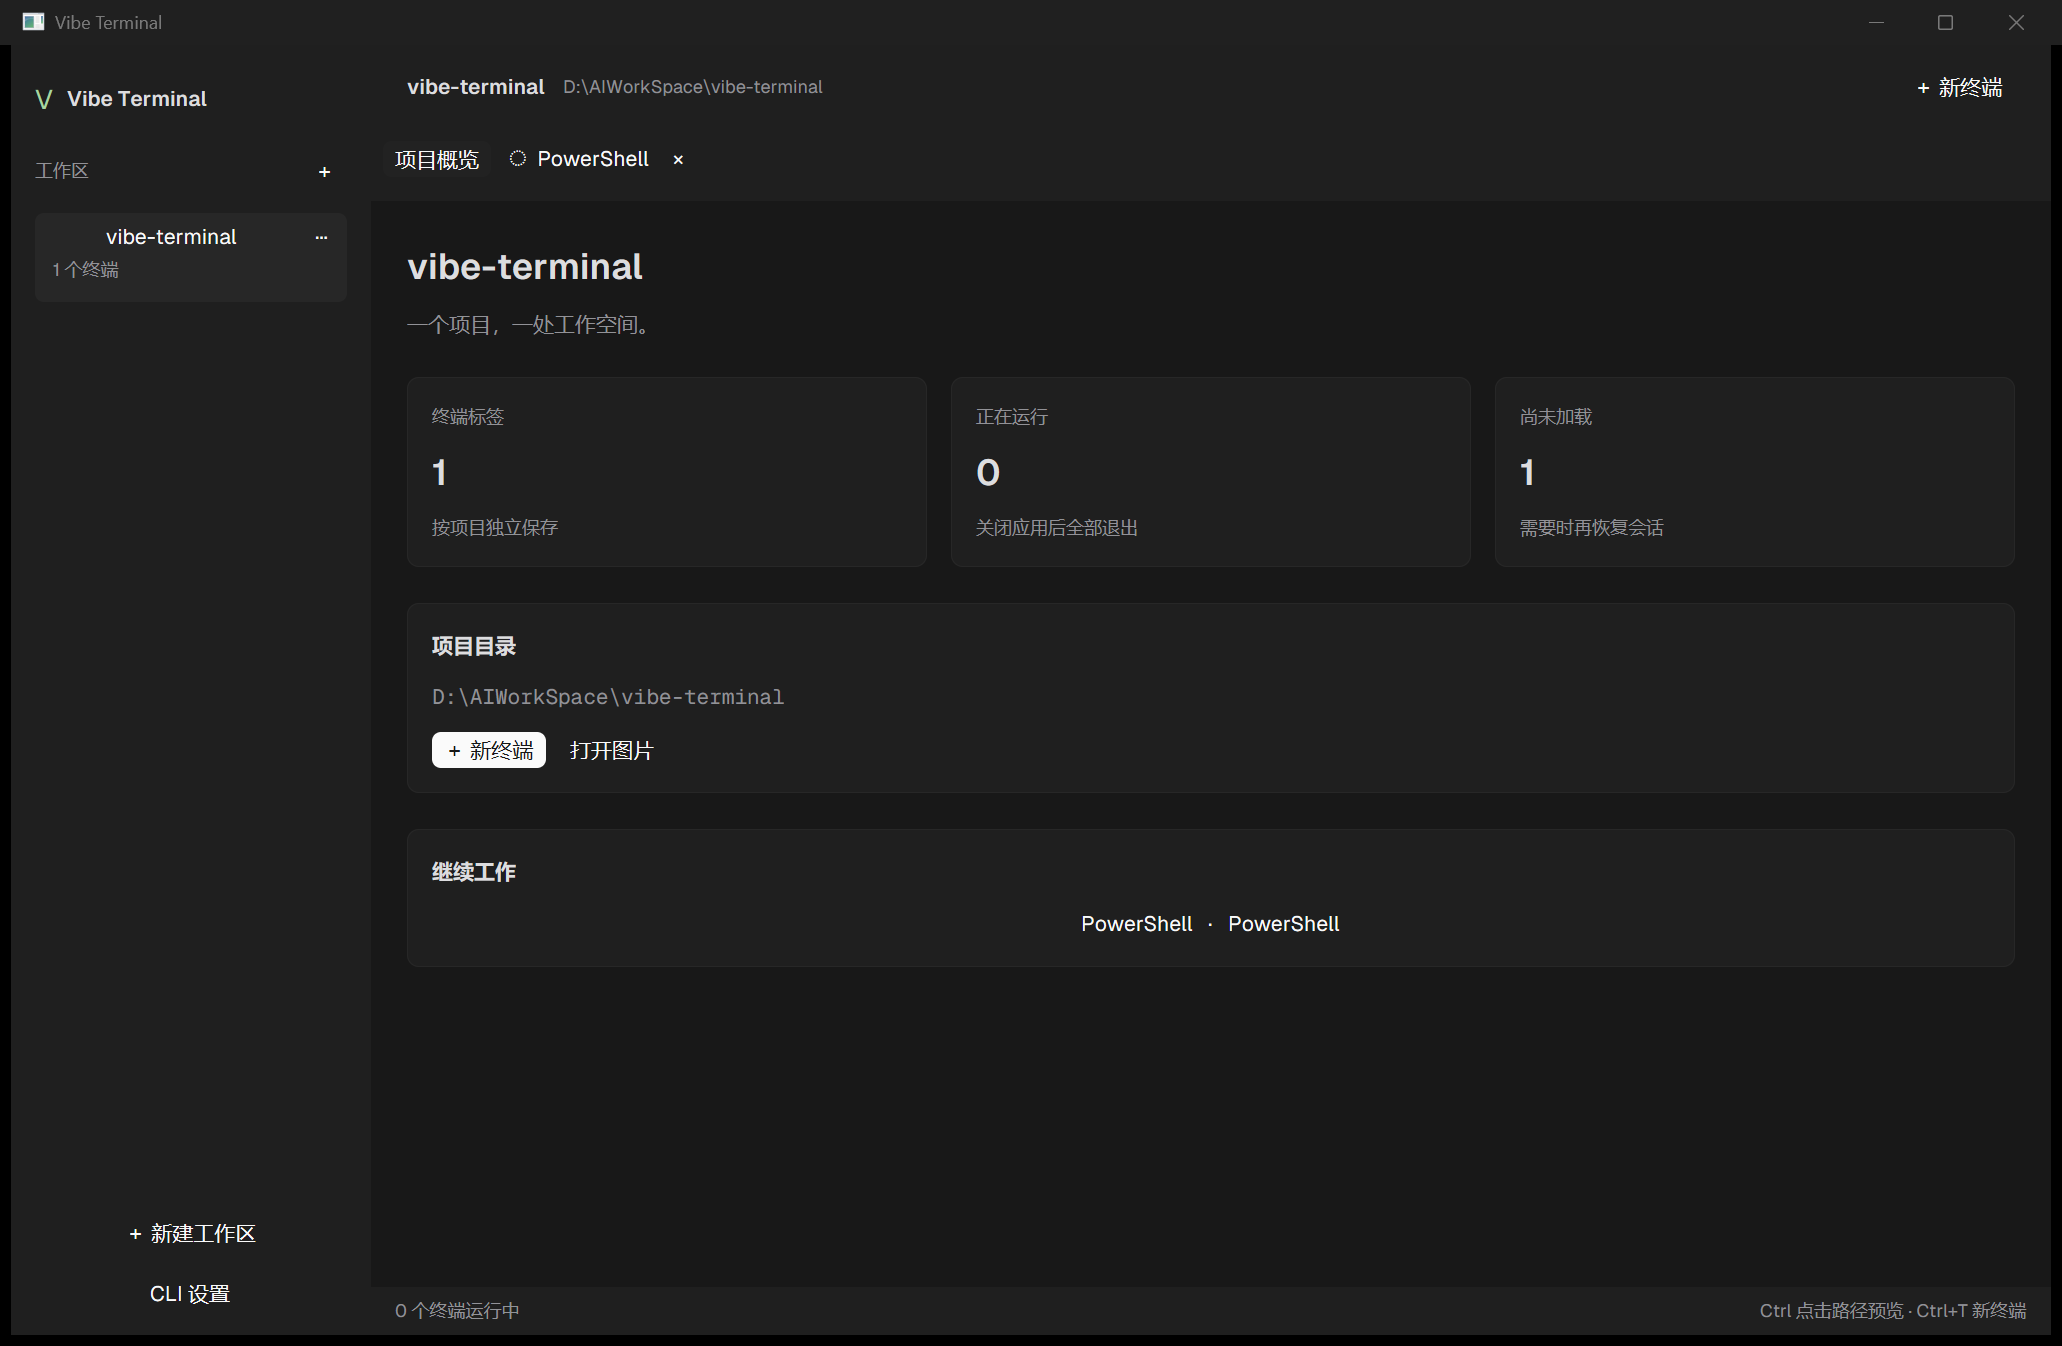 Vibe Terminal
V Vibe Terminal
工作区 +
vibe-terminal ···
1 个终端
+ 新建工作区
CLI 设置
vibe-terminal D:\AIWorkSpace\vibe-terminal + 新终端
项目概览 PowerShell ×
vibe-terminal
一个项目，一处工作空间。
终端标签
1
按项目独立保存
正在运行
0
关闭应用后全部退出
尚未加载
1
需要时再恢复会话
项目目录
D:\AIWorkSpace\vibe-terminal
+ 新终端 打开图片
继续工作
PowerShell · PowerShell
0 个终端运行中
Ctrl 点击路径预览 · Ctrl+T 新终端